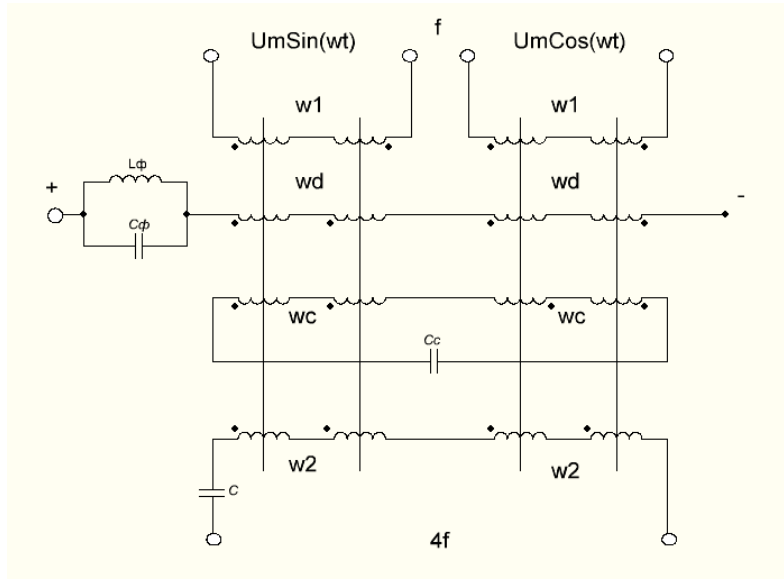 f
UmSin(wt) UmCos(wt)
w1 w1
Lф
+ wd wd -
Cф
wc wc
Cc
w2 w2
C
4f